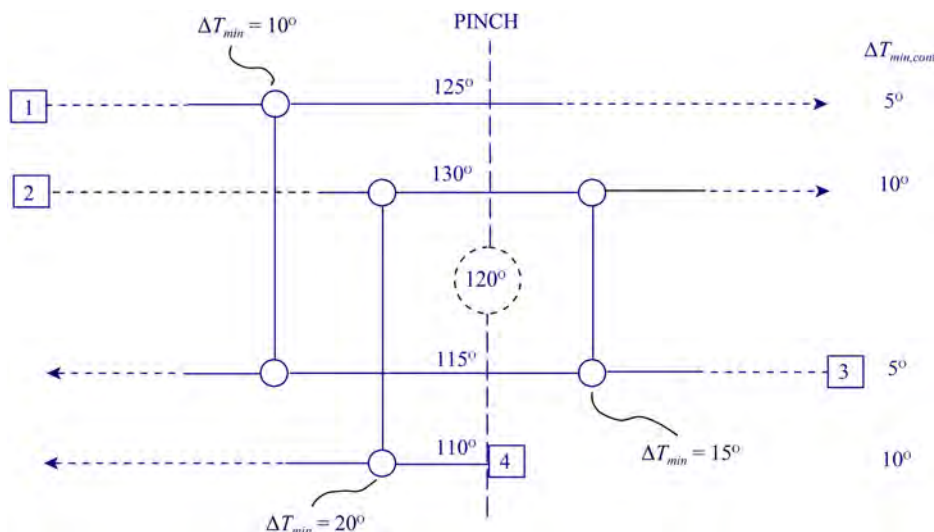 PINCH
ΔTmin = 10°
ΔTmin,cont
1 125° 5°
2 130° 10°
120°
115° 3 5°
110° 4 10°
ΔTmin = 15°
ΔTmin = 20°